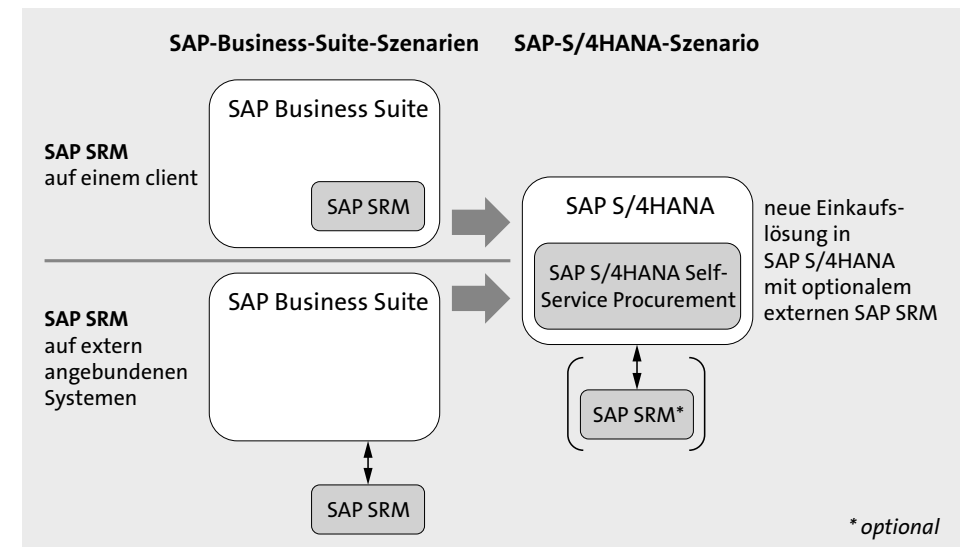 SAP-Business-Suite-Szenarien
SAP-S/4HANA-Szenario
SAP SRM
auf einem client
SAP Business Suite
SAP SRM
SAP SRM
auf extern
angebundenen
Systemen
SAP Business Suite
SAP SRM
SAP S/4HANA
SAP S/4HANA Self-
Service Procurement
SAP SRM*
neue Einkaufs-
lösung in
SAP S/4HANA
mit optionalem
externen SAP SRM
* optional